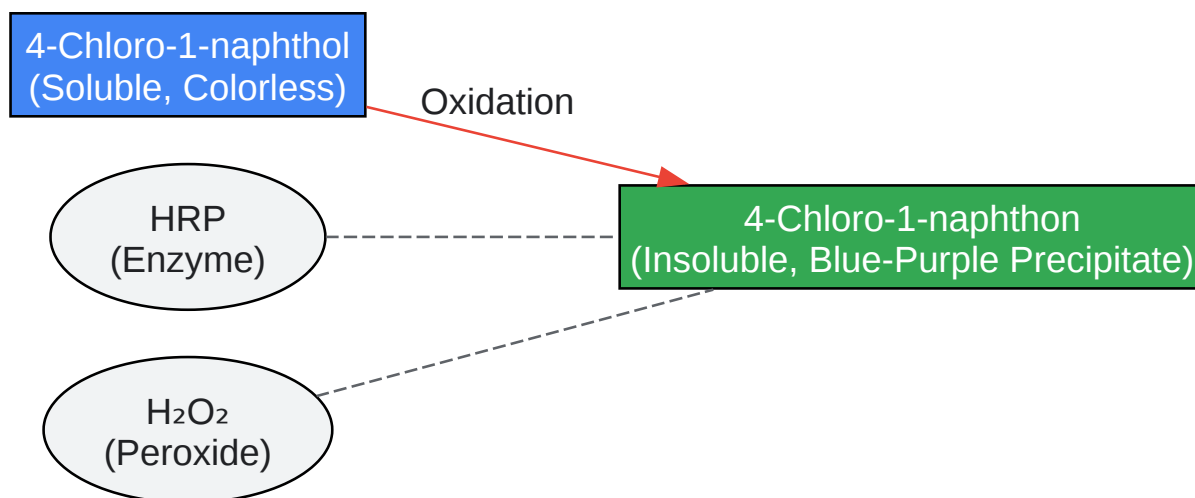 4-Chloro-1-naphthol
(Soluble, Colorless)
Oxidation
HRP
(Enzyme)
4-Chloro-1-naphthon
(Insoluble, Blue-Purple Precipitate)
H₂O₂
(Peroxide)